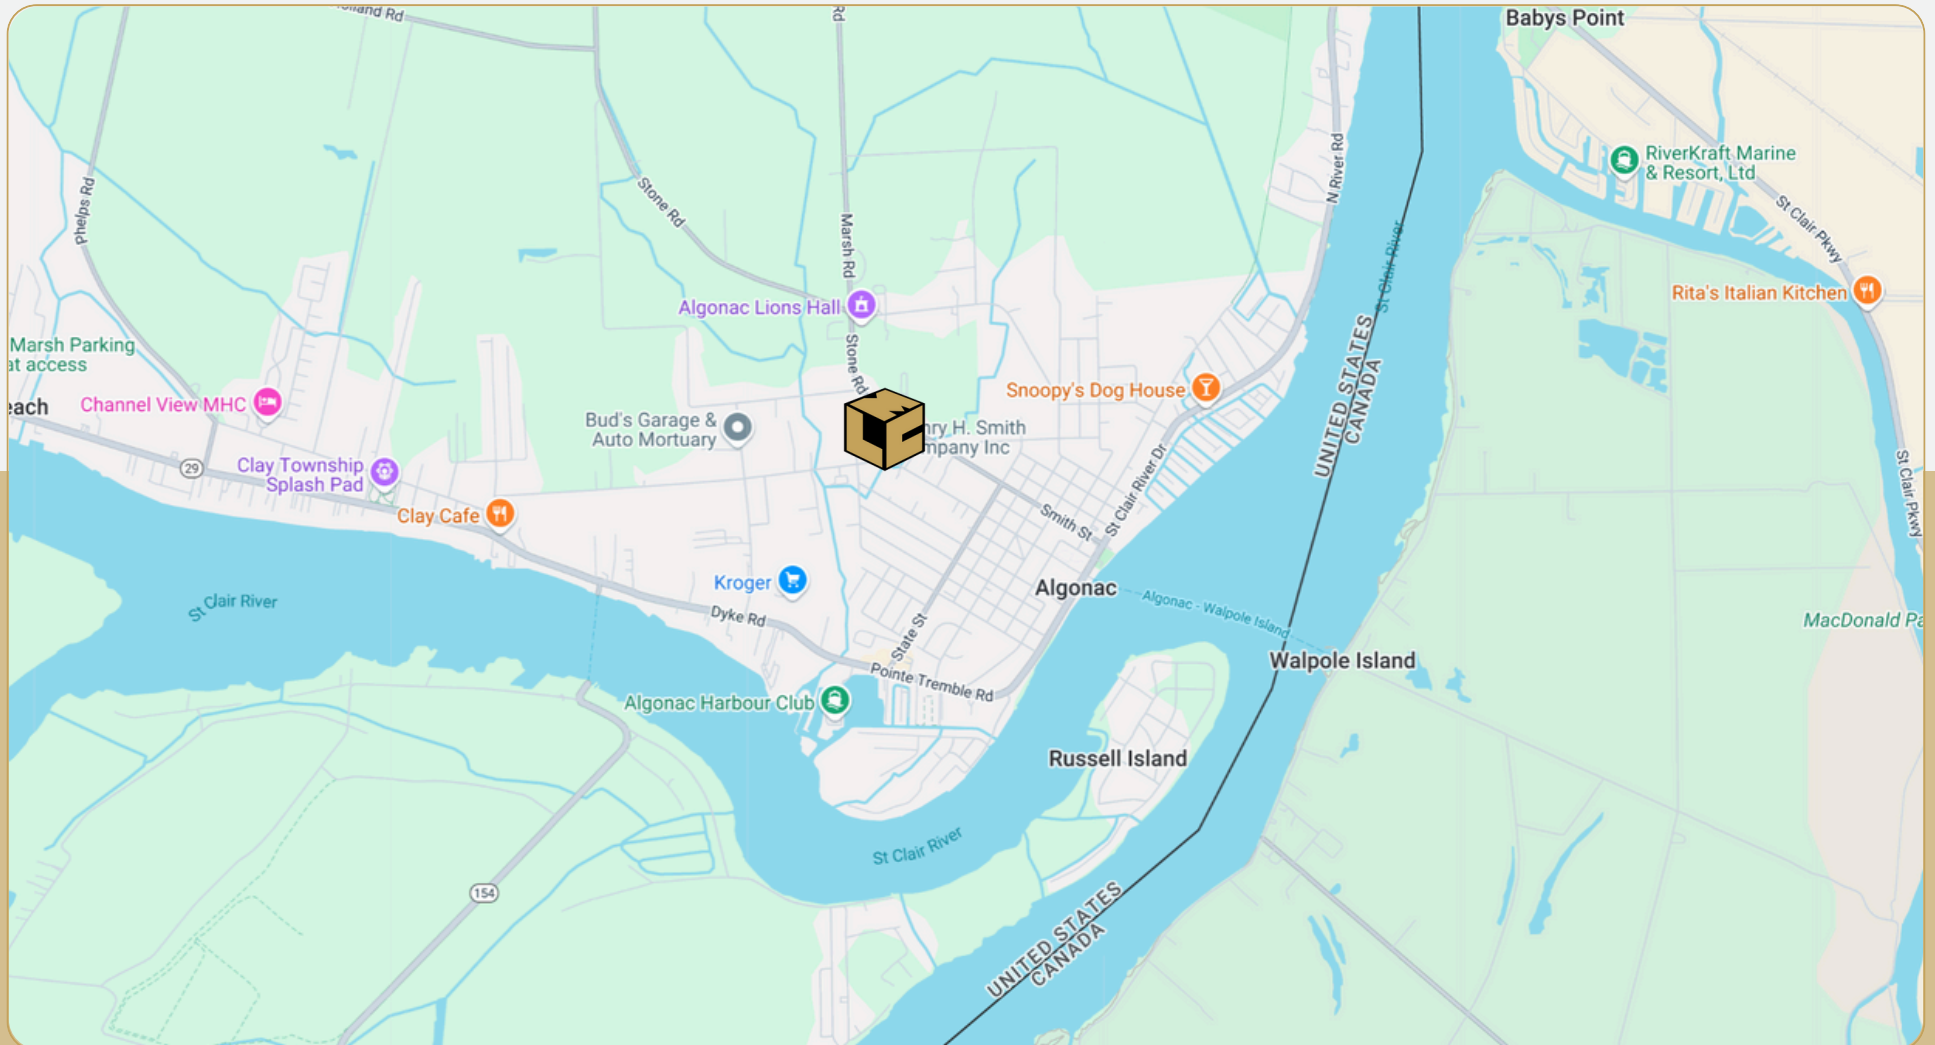 olland Rd
Rd
Babys Point
RiverKraft Marine
& Resort, Ltd
N River Rd
Phelps Rd
Stone Rd
Marsh Rd
St Clair Pkwy
St Clair River
Algonac Lions Hall
Rita's Italian Kitchen
Marsh Parking
at access
Stone Rd
UNITED STATES
CANADA
Snoopy's Dog House
Channel View MHC
each
Bud's Garage &
Auto Mortuary
nry H. Smith
mpany Inc
29
Clay Township
Splash Pad
St Clair River Dr
St Clair Pkwy
Clay Cafe
Smith St
Kroger
Algonac
Algonac - Walpole Island
St Clair River
Dyke Rd
State St
MacDonald Pa
Walpole Island
Pointe Tremble Rd
Algonac Harbour Club
Russell Island
St Clair River
154
UNITED STATES
CANADA